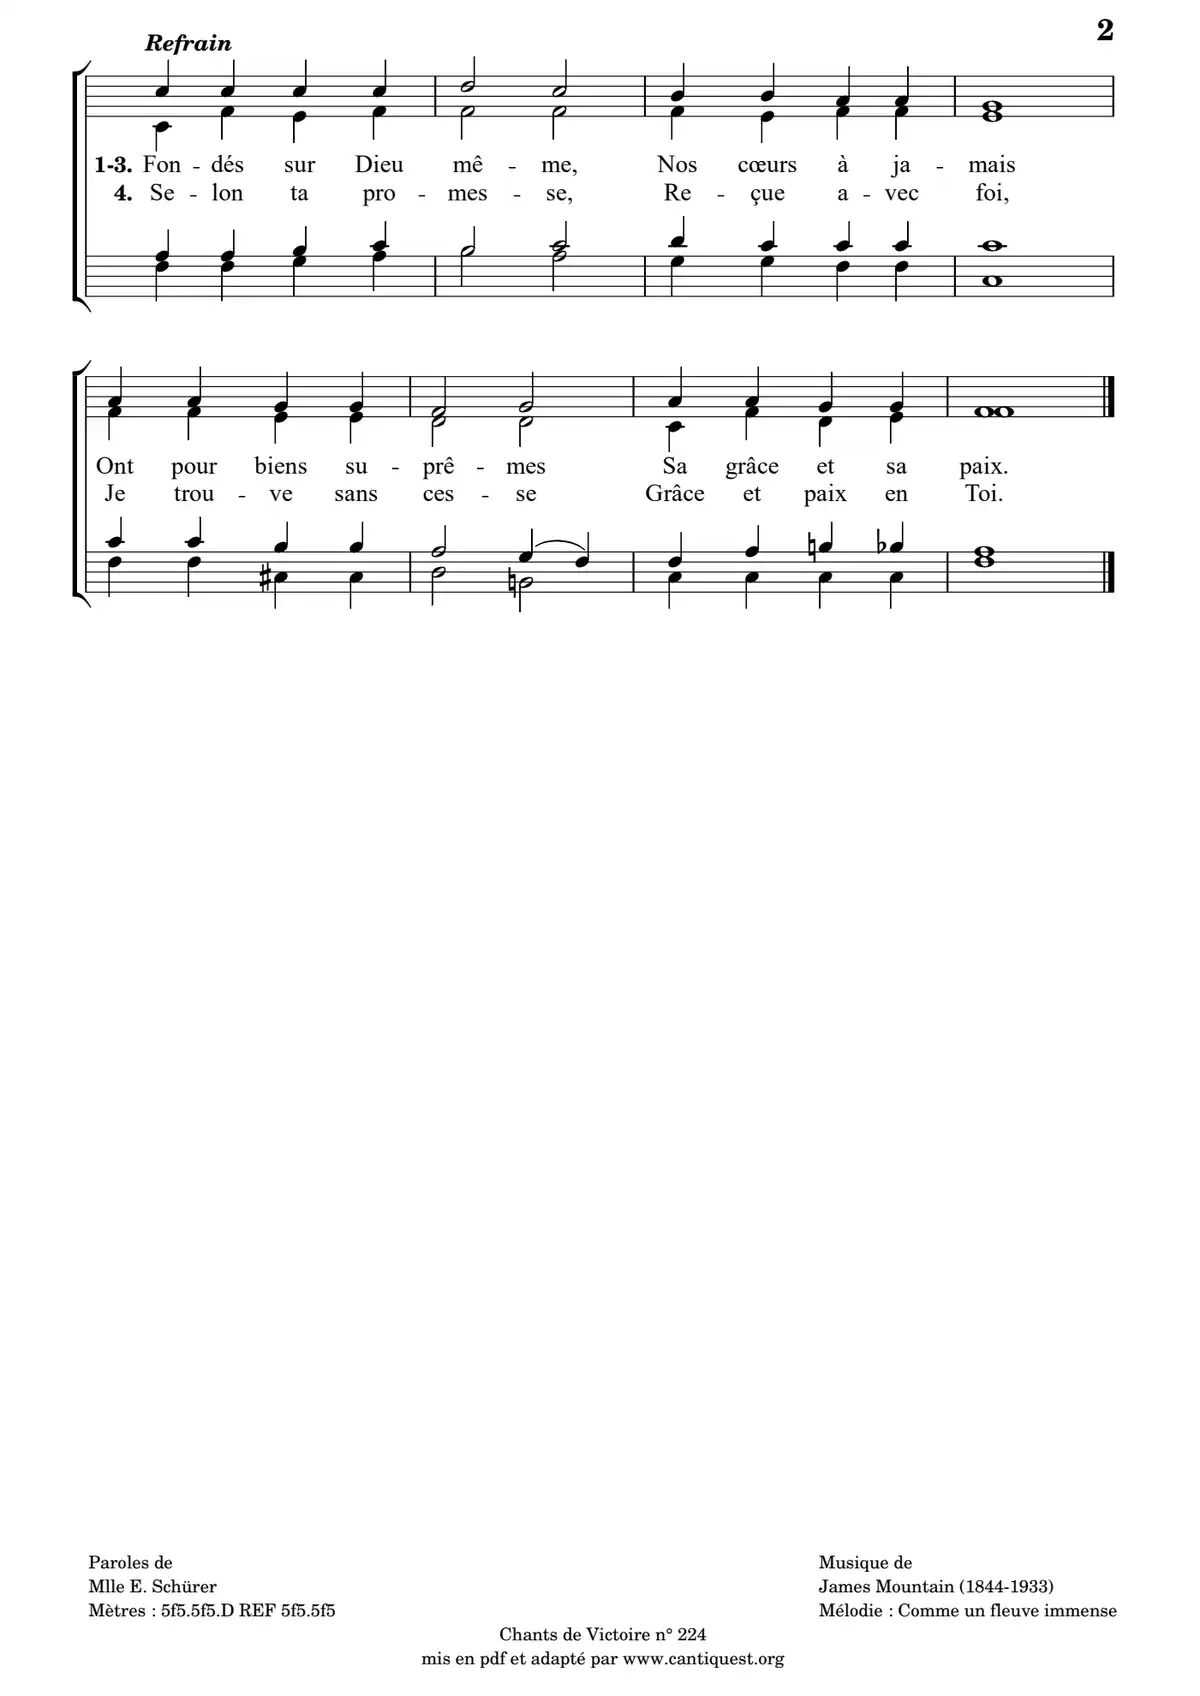 2
Refrain
1-3. Fon - dés sur Dieu mê - me, Nos cœurs à ja - mais
4. Se - lon ta pro - mes - se, Re - çue a - vec foi,
Ont pour biens su - prê - mes Sa grâce et sa paix.
Je trou - ve sans ces - se Grâce et paix en Toi.
Paroles de
Mlle E. Schürer
Mètres : 5f5.5f5.D REF 5f5.5f5
Musique de
James Mountain (1844-1933)
Mélodie : Comme un fleuve immense
Chants de Victoire n° 224
mis en pdf et adapté par www.cantiquest.org